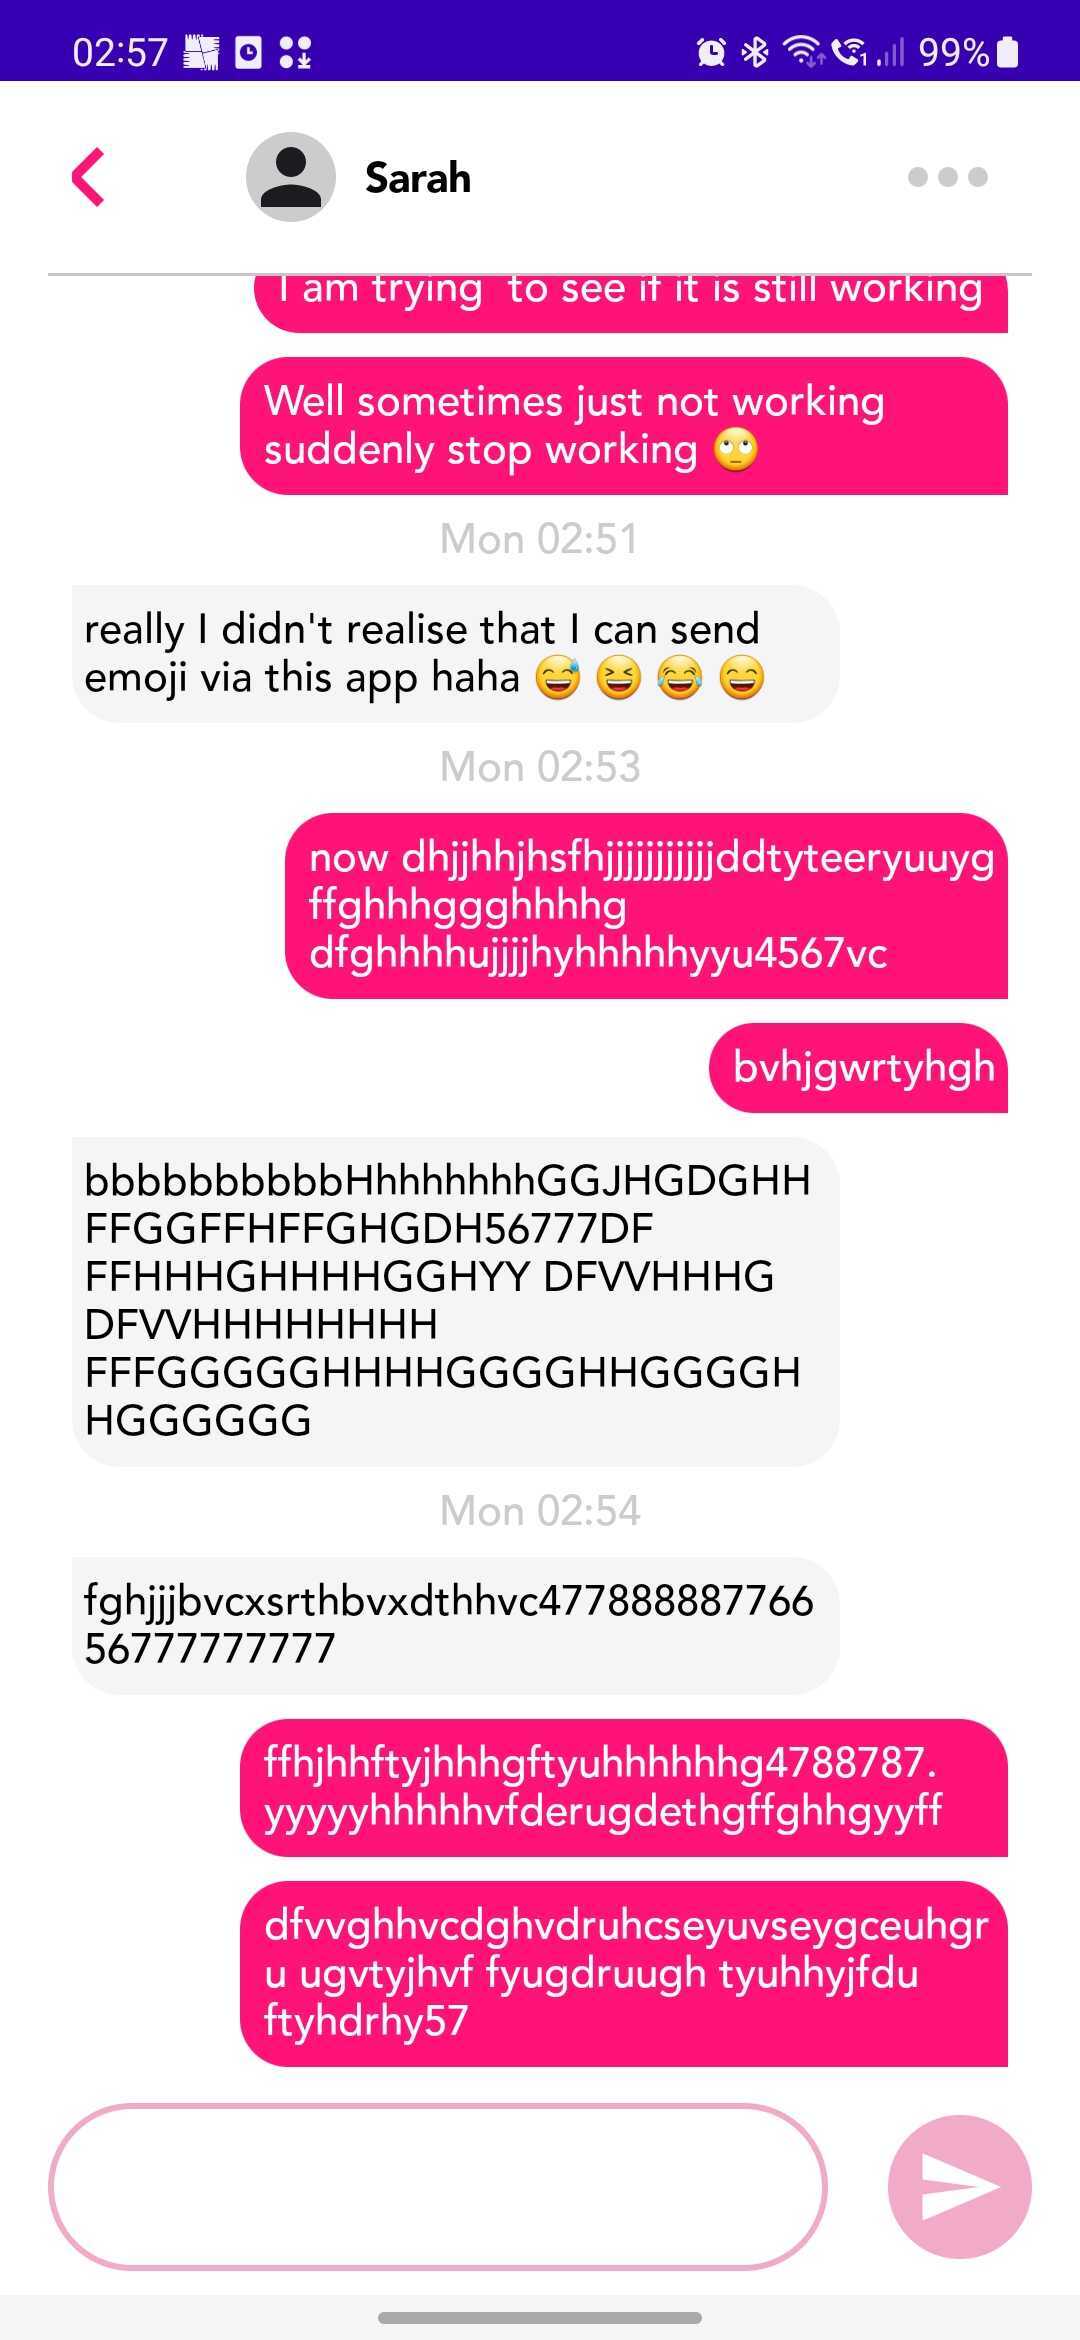 02:57
99%
Sarah
I am trying  to see if it is still working
Well sometimes just not working
suddenly stop working 🙄
Mon 02:51
really I didn't realise that I can send
emoji via this app haha 😅 😆 😂 😄
Mon 02:53
now dhjjhhjhsfhjjjjjjjjjjjddtyteeryuuyg
ffghhhggghhhhg
dfghhhhujjjjhyhhhhhyyu4567vc
bvhjgwrtyhgh
bbbbbbbbbbHhhhhhhhGGJHGDGHH
FFGGFFHFFGHGDH56777DF
FFHHHGHHHHGGHYY DFVVHHHG
DFVVHHHHHHHH
FFFGGGGGHHHHGGGGHHGGGGH
HGGGGGG
Mon 02:54
fghjjjbvcxsrthbvxdthhvc477888887766
56777777777
ffhjhhftyjhhhgftyuhhhhhhg4788787.
yyyyyhhhhhvfderugdethgffghhgyyff
dfvvghhvcdghvdruhcseyuvseygceuhgr
u ugvtyjhvf fyugdruugh tyuhhyjfdu
ftyhdrhy57